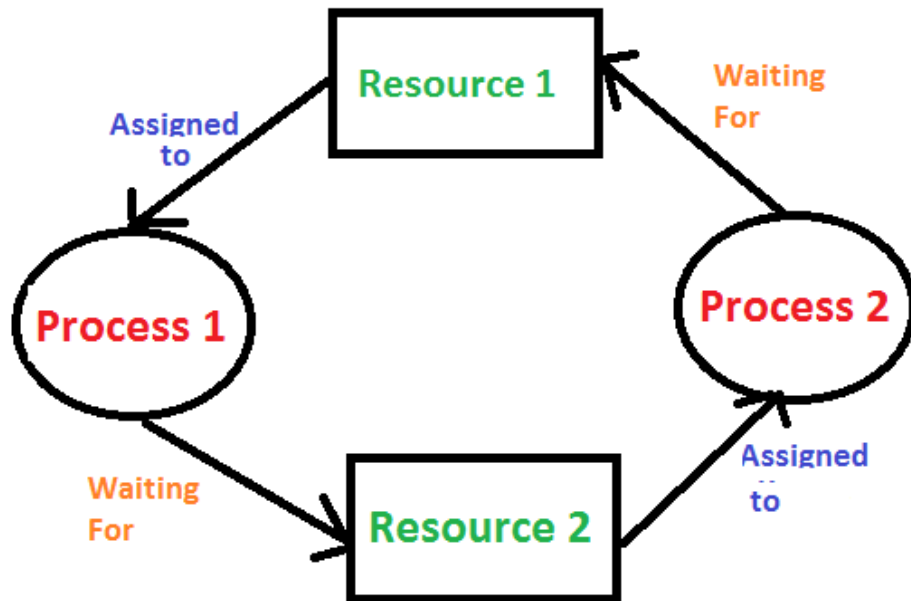 Resource 1
Waiting
For
Assigned
to
Process 1
Process 2
Waiting
For
Resource 2
Assigned
to